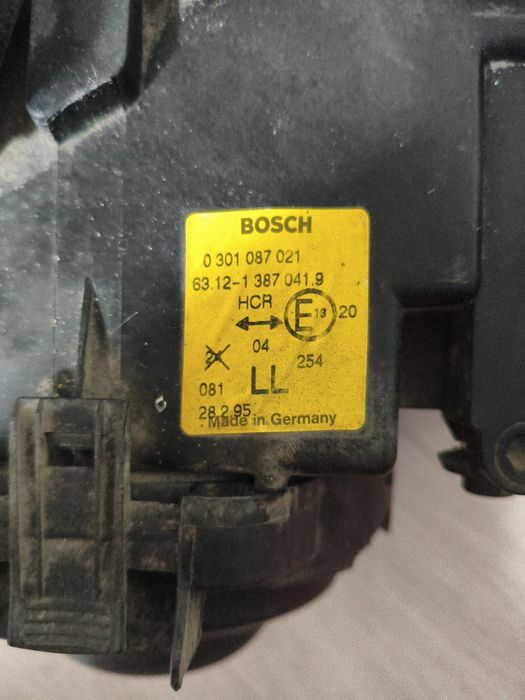 BOSCH
0 301 087 021
63.12-1 387 041.9
HCR
E 13 20
04
254
081 LL
28.2.95
Made in Germany